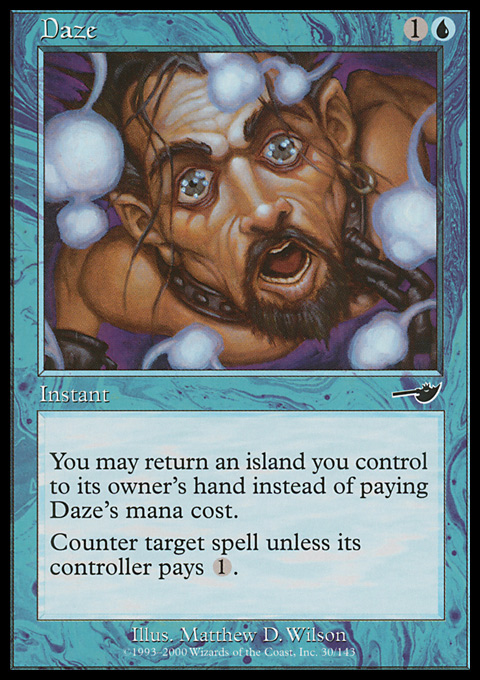 Daze 1
Instant
You may return an island you control
to its owner's hand instead of paying
Daze's mana cost.
Counter target spell unless its
controller pays 1.
Illus. Matthew D. Wilson
©1993-2000 Wizards of the Coast, Inc. 30/143